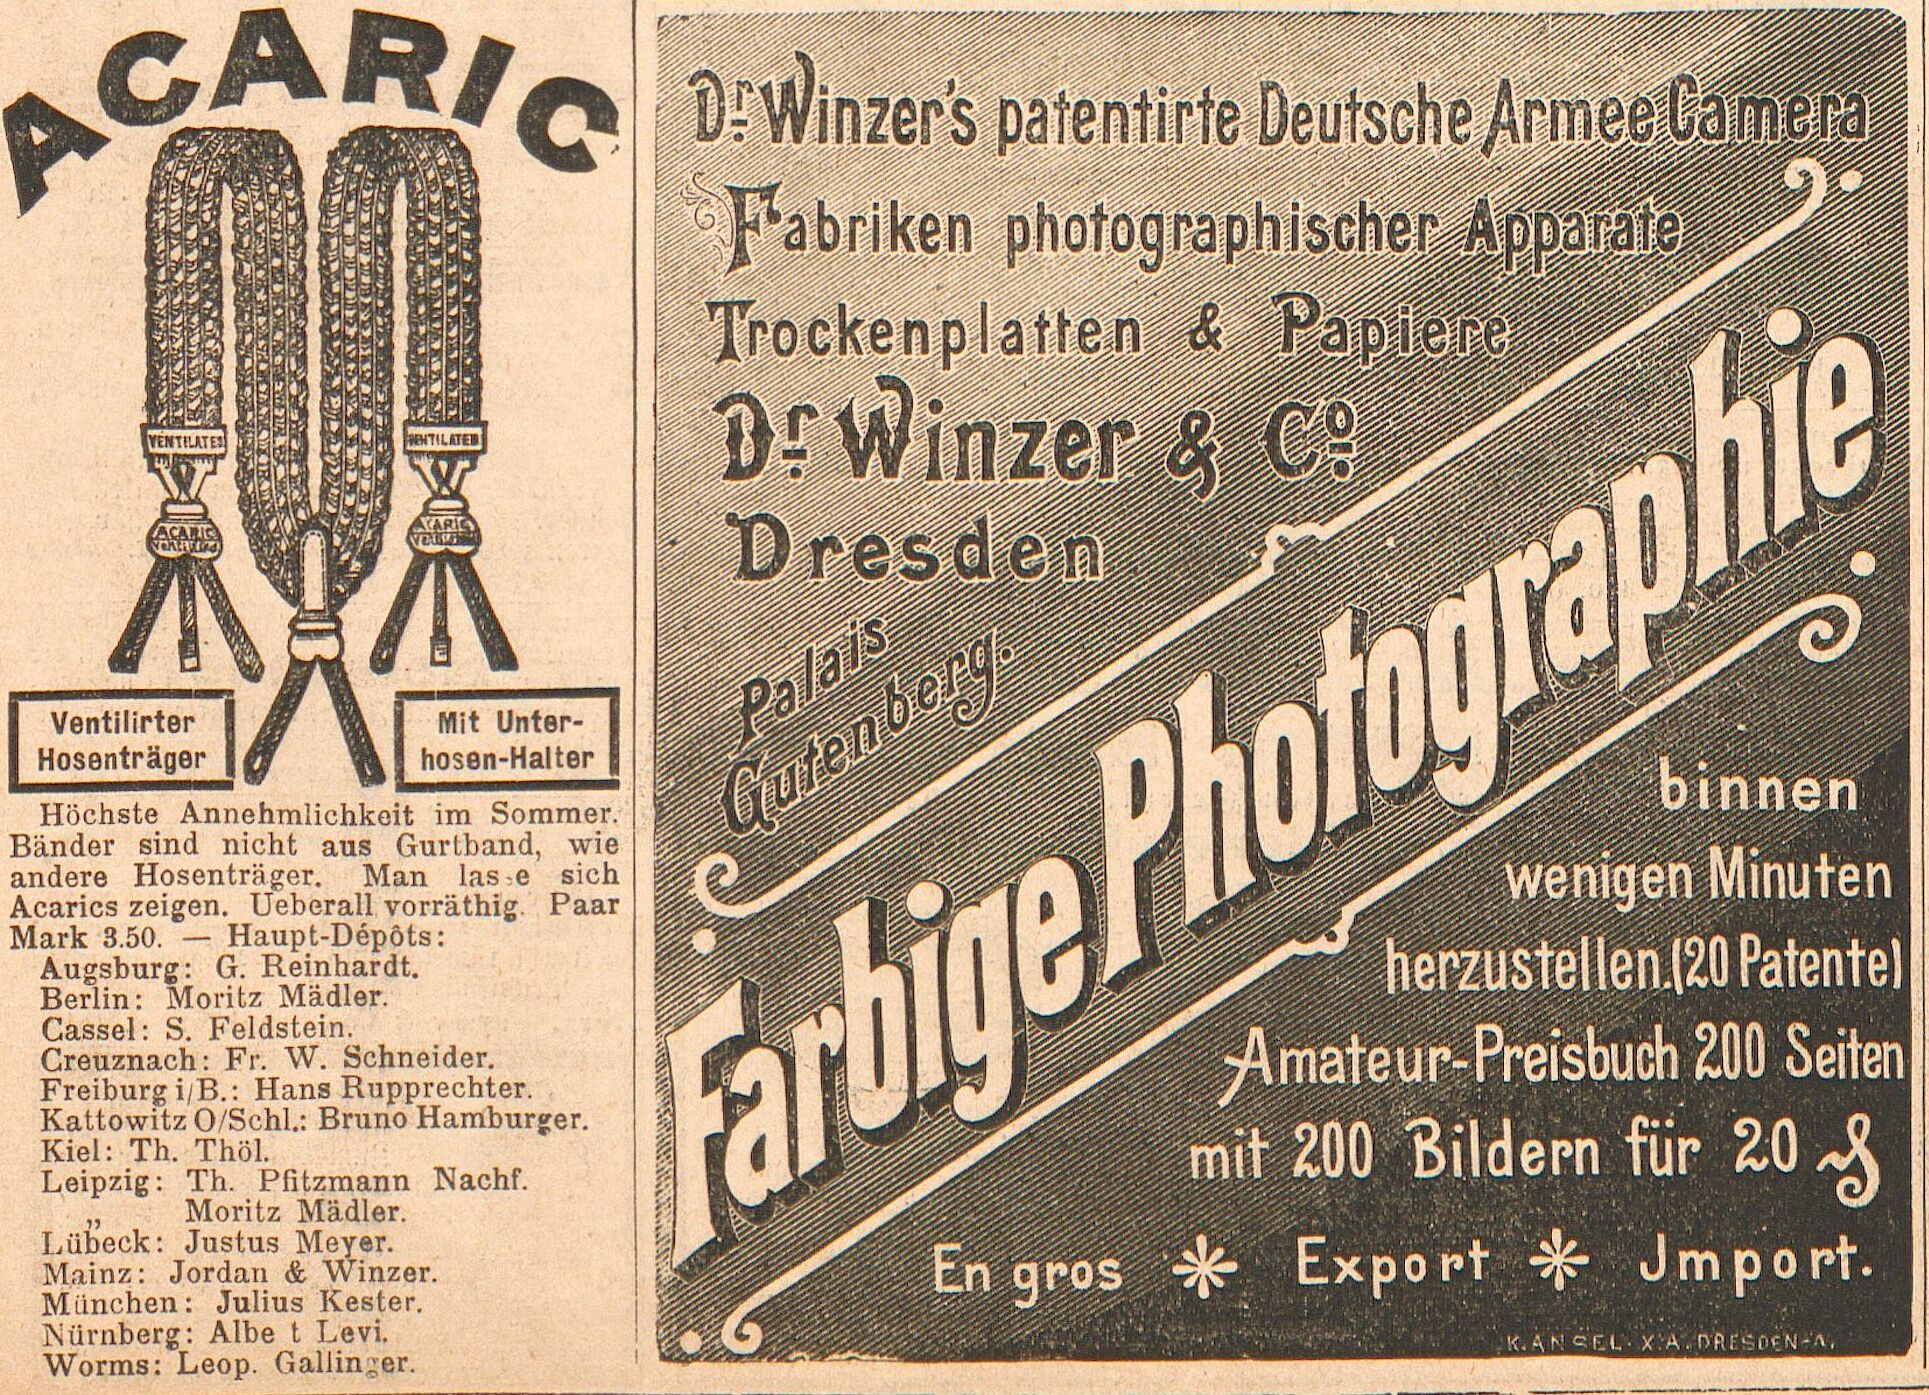 ACARIC
VENTILATED
VENTILATED
ACARIC
Ventilated
ACARIC
Ventilated
Ventilirter
Hosenträger
Mit Unter-
hosen-Halter
Höchste Annehmlichkeit im Sommer.
Bänder sind nicht aus Gurtband, wie
andere Hosenträger. Man lasse sich
Acarics zeigen. Ueberall vorräthig. Paar
Mark 3.50. — Haupt-Dépôts:
Augsburg: G. Reinhardt.
Berlin: Moritz Mädler.
Cassel: S. Feldstein.
Creuznach: Fr. W. Schneider.
Freiburg i/B.: Hans Rupprechter.
Kattowitz O/Schl.: Bruno Hamburger.
Kiel: Th. Thöl.
Leipzig: Th. Pfitzmann Nachf.
„ Moritz Mädler.
Lübeck: Justus Meyer.
Mainz: Jordan & Winzer.
München: Julius Kester.
Nürnberg: Albe t Levi.
Worms: Leop. Gallinger.
Dr. Winzer's patentirte Deutsche Armee Camera
Fabriken photographischer Apparate
Trockenplatten & Papiere
Dr. Winzer & Co.
Dresden
Palais
Gutenberg.
Farbige Photographie
binnen
wenigen Minuten
herzustellen. (20 Patente)
Amateur-Preisbuch 200 Seiten
mit 200 Bildern für 20 ₰
En gros * Export * Jmport.
K. ANSEL. X.A. DRESDEN-A.